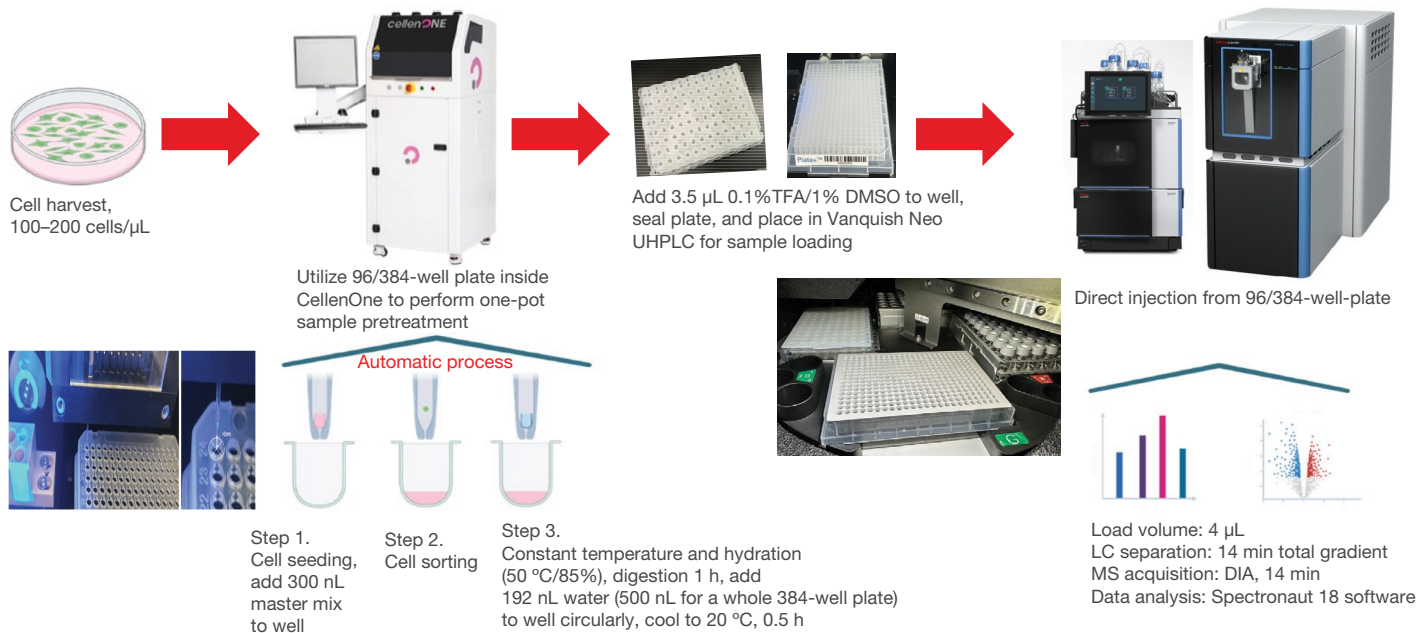 cellenONE
Cell harvest,
100–200 cells/µL
Utilize 96/384-well plate inside
CellenOne to perform one-pot
sample pretreatment
Plate+™
Add 3.5 µL 0.1%TFA/1% DMSO to well,
seal plate, and place in Vanquish Neo
UHPLC for sample loading
Direct injection from 96/384-well-plate
Automatic process
24
23
22
G
Step 1.
Cell seeding,
add 300 nL
master mix
to well
Step 2.
Cell sorting
Step 3.
Constant temperature and hydration
(50 ºC/85%), digestion 1 h, add
192 nL water (500 nL for a whole 384-well plate)
to well circularly, cool to 20 ºC, 0.5 h
Load volume: 4 µL
LC separation: 14 min total gradient
MS acquisition: DIA, 14 min
Data analysis: Spectronaut 18 software